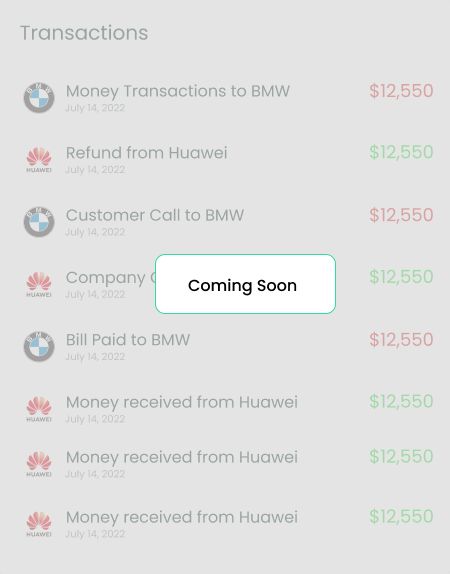 Transactions
Money Transactions to BMW
$12,550
July 14, 2022
Refund from Huawei
$12,550
HUAWEI
July 14, 2022
Customer Call to BMW
$12,550
July 14, 2022
Company
$12,550
HUAWEI
July 14, 2022
Coming Soon
Bill Paid to BMW
$12,550
July 14, 2022
Money received from Huawei
$12,550
HUAWEI
July 14, 2022
Money received from Huawei
$12,550
HUAWEI
July 14, 2022
Money received from Huawei
$12,550
HUAWEI
July 14, 2022